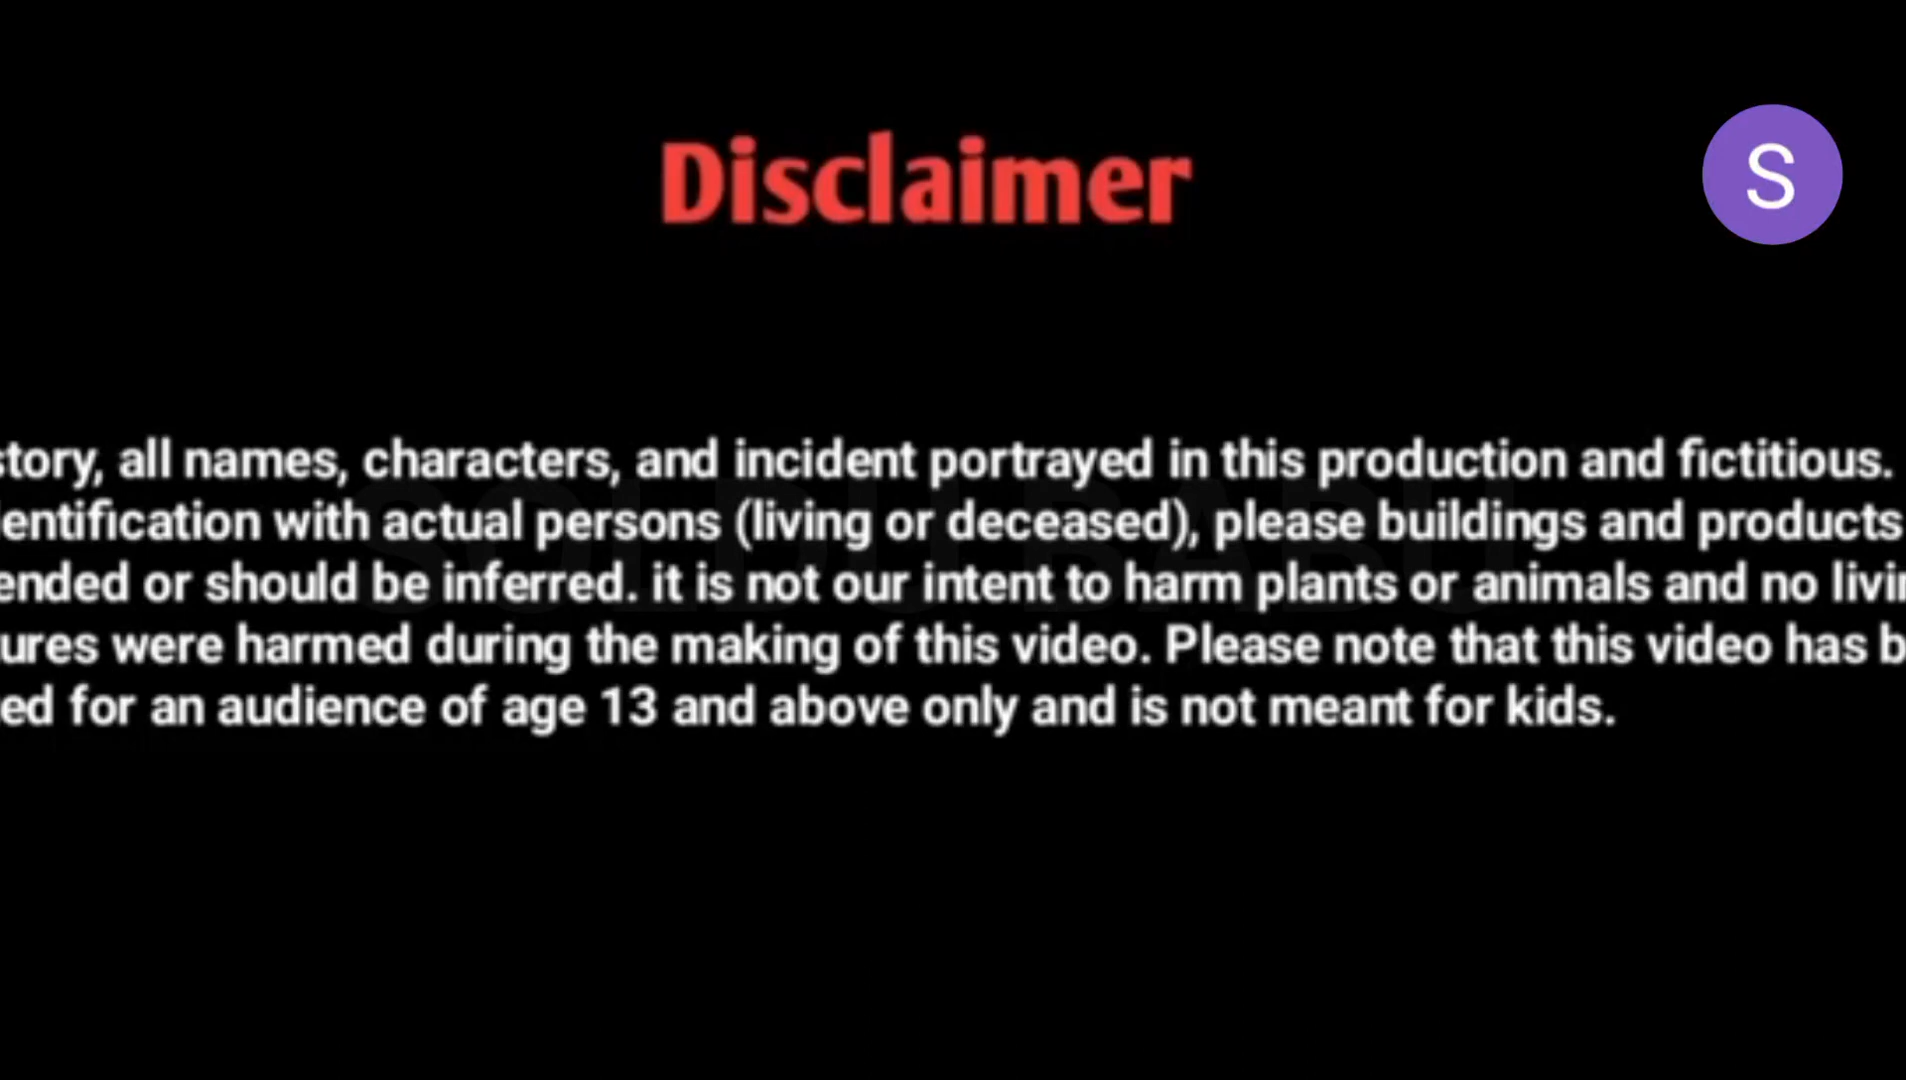 Disclaimer
S
story, all names, characters, and incident portrayed in this production and fictitious.
entification with actual persons (living or deceased), please buildings and products
ended or should be inferred. it is not our intent to harm plants or animals and no livin
ures were harmed during the making of this video. Please note that this video has b
ed for an audience of age 13 and above only and is not meant for kids.